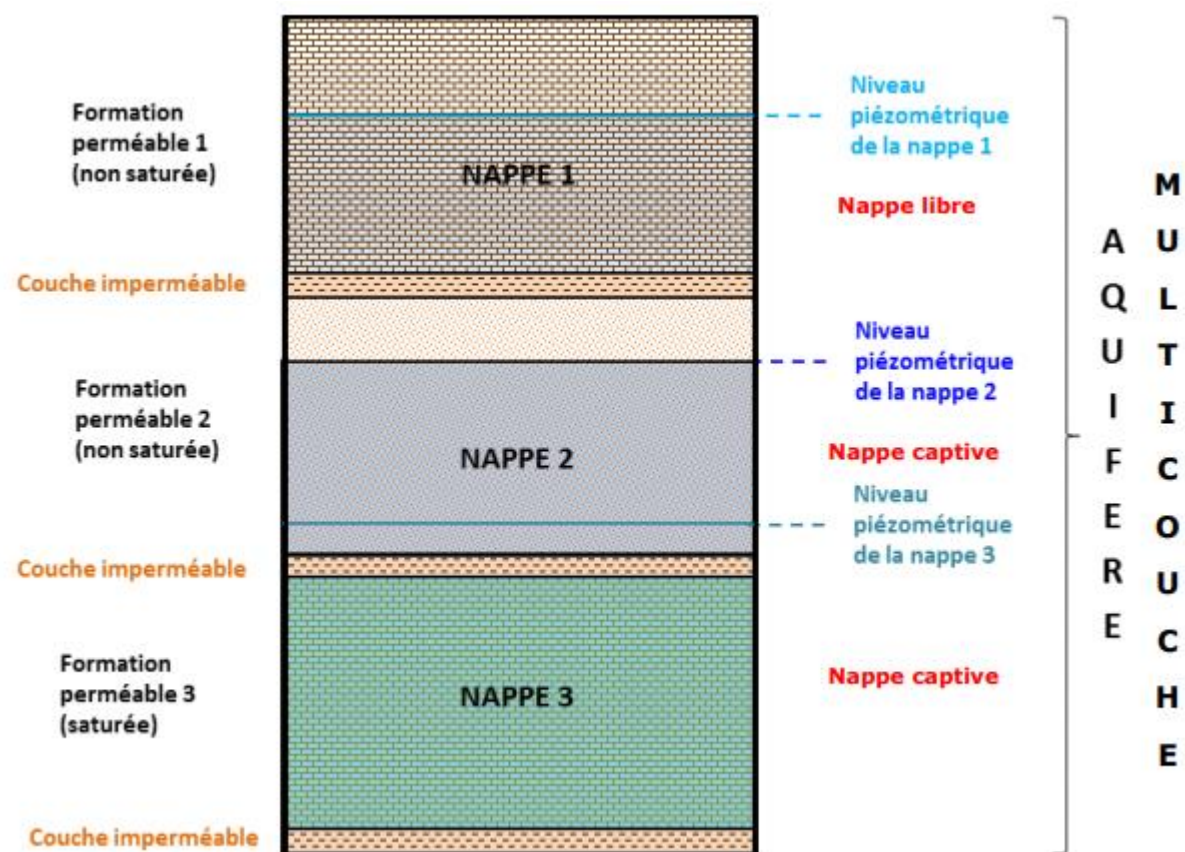 Formation
perméable 1
(non saturée)
NAPPE 1
Niveau
piézométrique
de la nappe 1
Nappe libre
Couche imperméable
Formation
perméable 2
(non saturée)
NAPPE 2
Niveau
piézométrique
de la nappe 2
Nappe captive
Niveau
piézométrique
de la nappe 3
Couche imperméable
Formation
perméable 3
(saturée)
NAPPE 3
Nappe captive
Couche imperméable
AQUIFERE
MULTICOUCHE